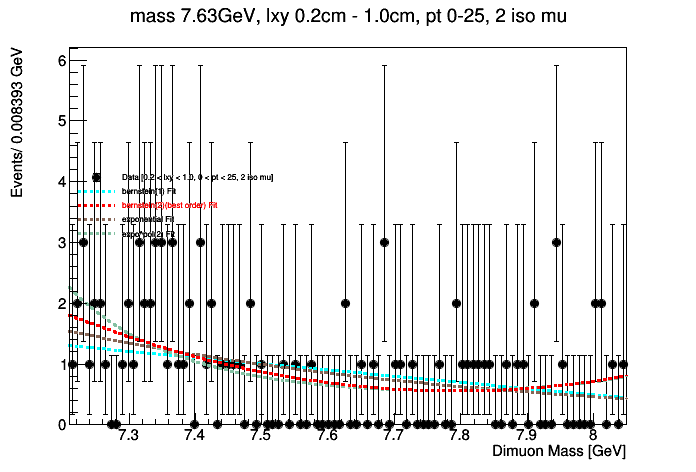 mass 7.63GeV, lxy 0.2cm - 1.0cm, pt 0-25, 2 iso mu
Events/ 0.008393 GeV
6
5
4
3
2
1
0
Data [0.2 < lxy < 1.0, 0 < pt < 25, 2 iso mu]
bernstein(1) Fit
bernstein(2)(best order) Fit
exponential Fit
expo*pol(2) Fit
7.3 7.4 7.5 7.6 7.7 7.8 7.9 8
Dimuon Mass [GeV]